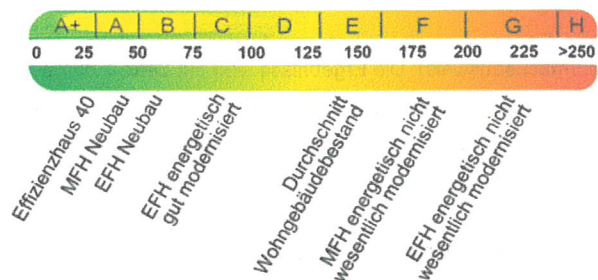 A+ A B C D E F G H
0 25 50 75 100 125 150 175 200 225 >250
Effizienzhaus 40
MFH Neubau
EFH Neubau
EFH energetisch
gut modernisiert
Durchschnitt
Wohngebäudebestand
MFH energetisch nicht
wesentlich modernisiert
EFH energetisch nicht
wesentlich modernisiert